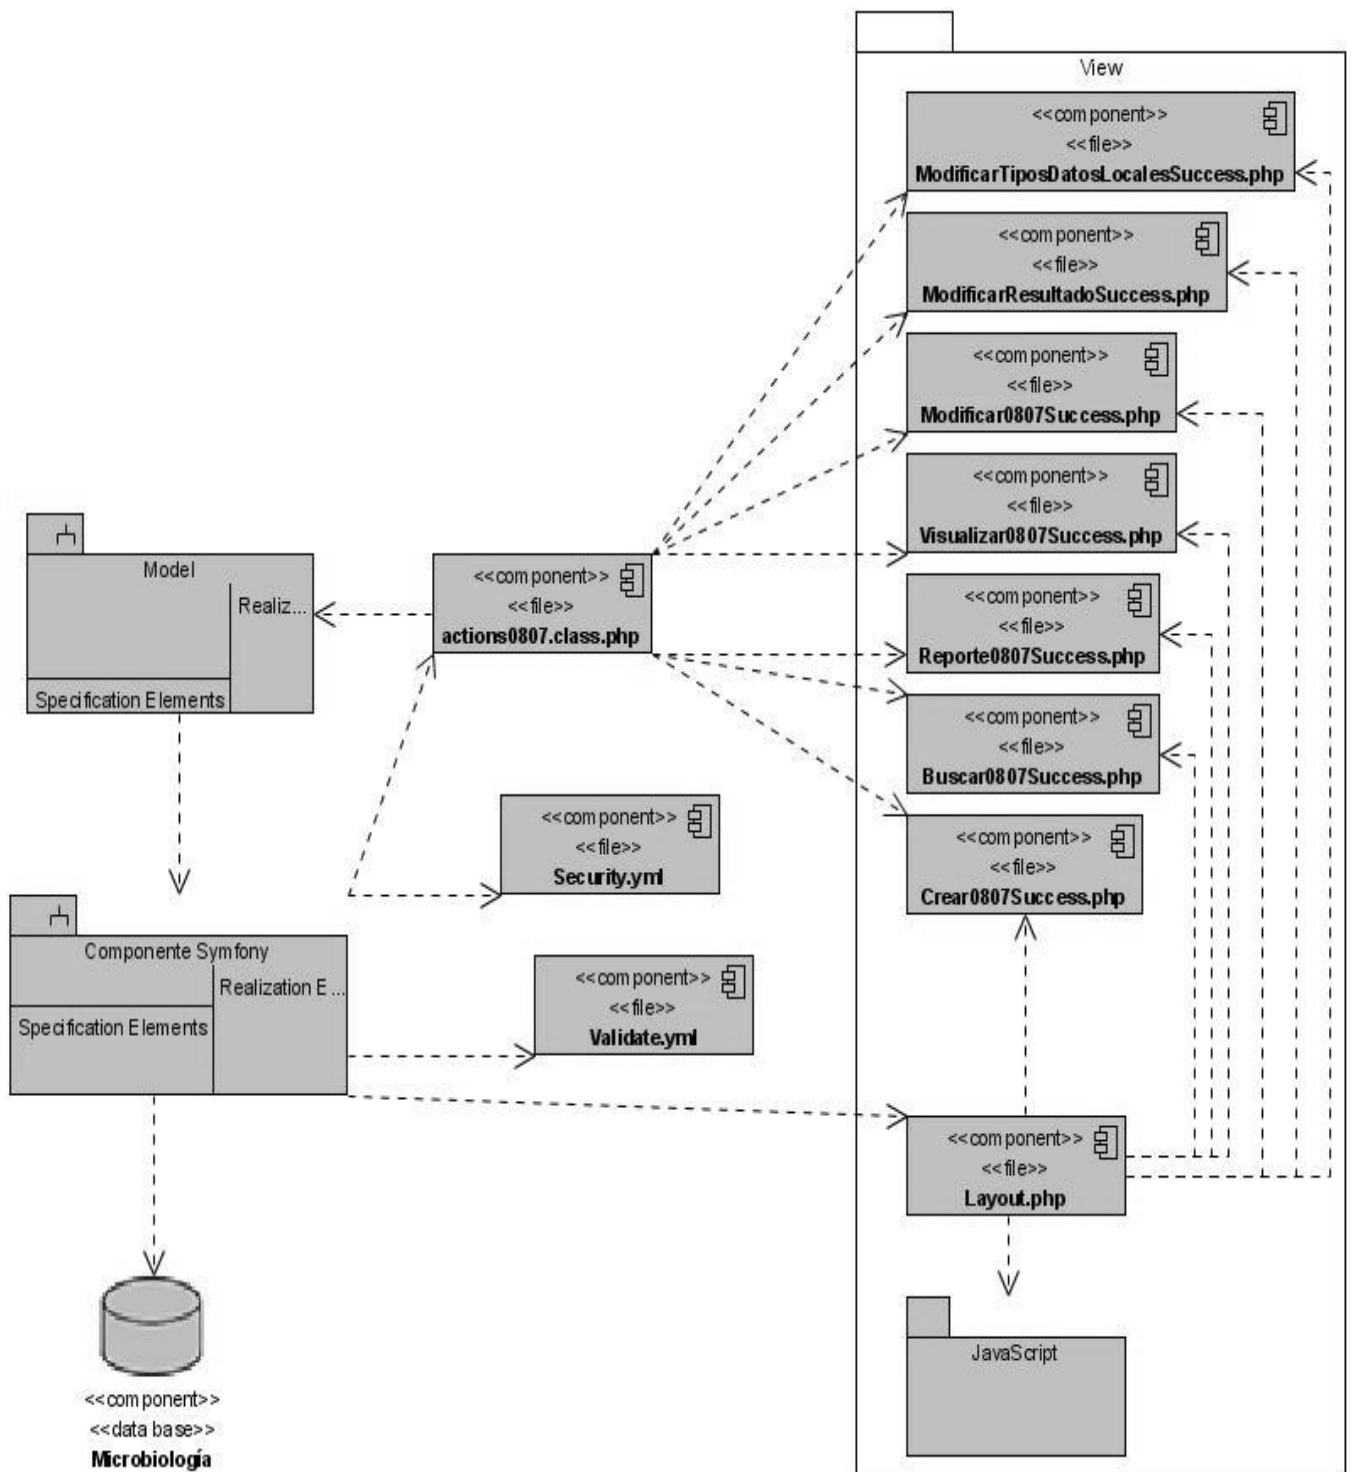 View
<<component>>
<<file>>
ModificarTiposDatosLocalesSuccess.php
<<component>>
<<file>>
ModificarResultadoSuccess.php
<<component>>
<<file>>
Modificar0807Success.php
<<component>>
<<file>>
Visualizar0807Success.php
Model
Realiz...
Specification Elements
<<component>>
<<file>>
actions0807.class.php
<<component>>
<<file>>
Reporte0807Success.php
<<component>>
<<file>>
Buscar0807Success.php
<<component>>
<<file>>
Security.yml
<<component>>
<<file>>
Crear0807Success.php
Componente Symfony
Realization E...
Specification Elements
<<component>>
<<file>>
Validate.yml
<<component>>
<<file>>
Layout.php
JavaScript
<<component>>
<<data base>>
Microbiología